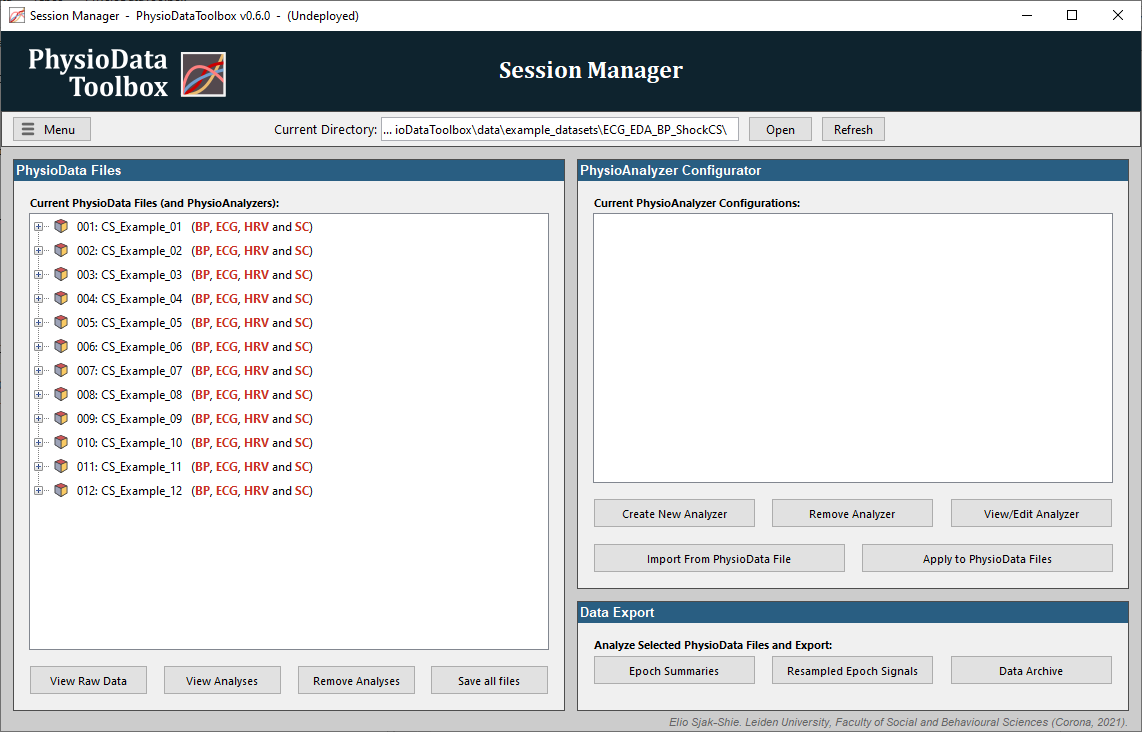 Session Manager - PhysioDataToolbox v0.6.0 - (Undeployed)
PhysioData
Toolbox
Session Manager
Menu
Current Directory: ... ioDataToolbox\data\example_datasets\ECG_EDA_BP_ShockCS\
Open
Refresh
PhysioData Files
Current PhysioData Files (and PhysioAnalyzers):
001: CS_Example_01 (BP, ECG, HRV and SC)
002: CS_Example_02 (BP, ECG, HRV and SC)
003: CS_Example_03 (BP, ECG, HRV and SC)
004: CS_Example_04 (BP, ECG, HRV and SC)
005: CS_Example_05 (BP, ECG, HRV and SC)
006: CS_Example_06 (BP, ECG, HRV and SC)
007: CS_Example_07 (BP, ECG, HRV and SC)
008: CS_Example_08 (BP, ECG, HRV and SC)
009: CS_Example_09 (BP, ECG, HRV and SC)
010: CS_Example_10 (BP, ECG, HRV and SC)
011: CS_Example_11 (BP, ECG, HRV and SC)
012: CS_Example_12 (BP, ECG, HRV and SC)
View Raw Data
View Analyses
Remove Analyses
Save all files
PhysioAnalyzer Configurator
Current PhysioAnalyzer Configurations:
Create New Analyzer
Remove Analyzer
View/Edit Analyzer
Import From PhysioData File
Apply to PhysioData Files
Data Export
Analyze Selected PhysioData Files and Export:
Epoch Summaries
Resampled Epoch Signals
Data Archive
Elio Sjak-Shie. Leiden University, Faculty of Social and Behavioural Sciences (Corona, 2021).